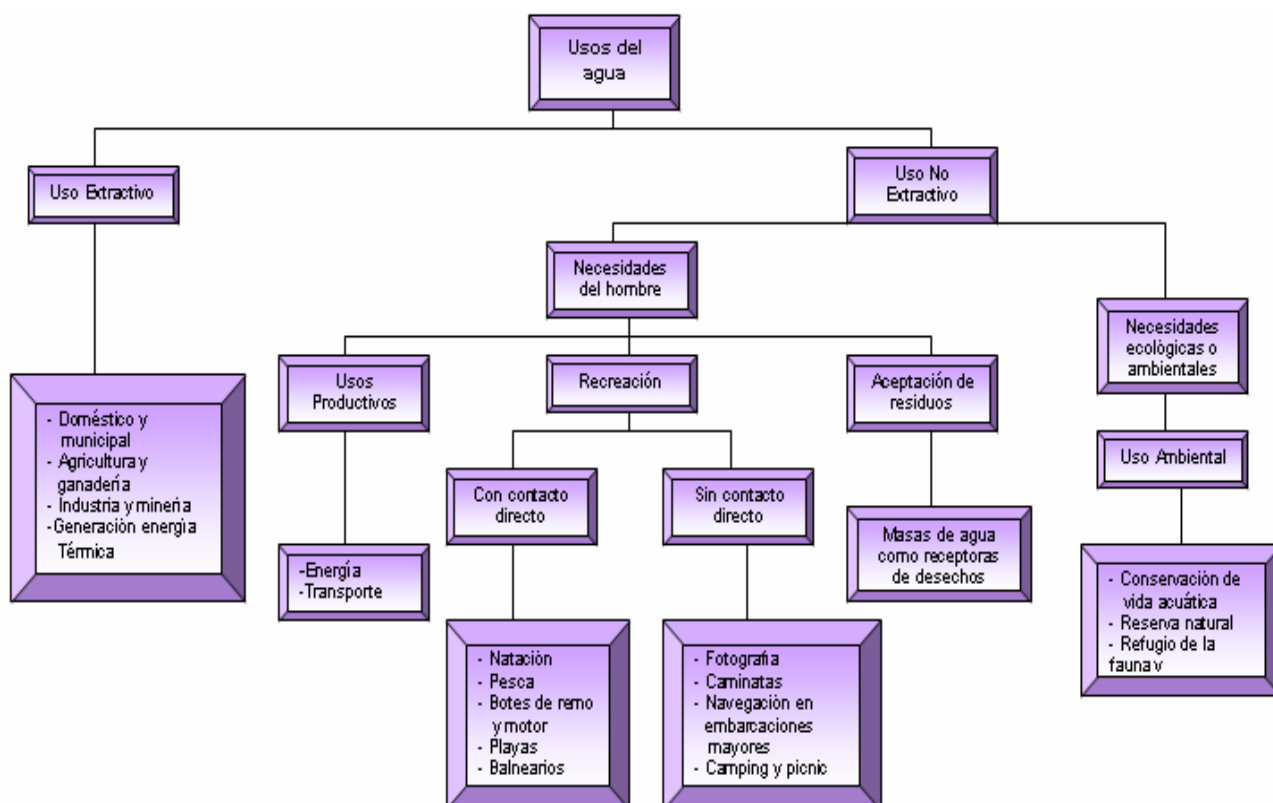 Usos del
agua
Uso Extractivo
Uso No
Extractivo
Necesidades
del hombre
Necesidades
ecológicas o
ambientales
Usos
Productivos
Recreación
Aceptación de
residuos
- Doméstico y
municipal
- Agricultura y
ganadería
- Industria y mineria
-Generación energia
Térmica
Con contacto
directo
Sin contacto
directo
Uso Ambiental
-Energía
-Transporte
Masas de agua
como receptoras
de desechos
- Conservación de
vida acuática
- Reserva natural
- Refugio de la
fauna v
- Natación
- Pesca
- Botes de remo
y motor
- Playas
- Balnearios
- Fotografia
- Caminatas
- Navegación en
embarcaciones
mayores
- Camping y picnic